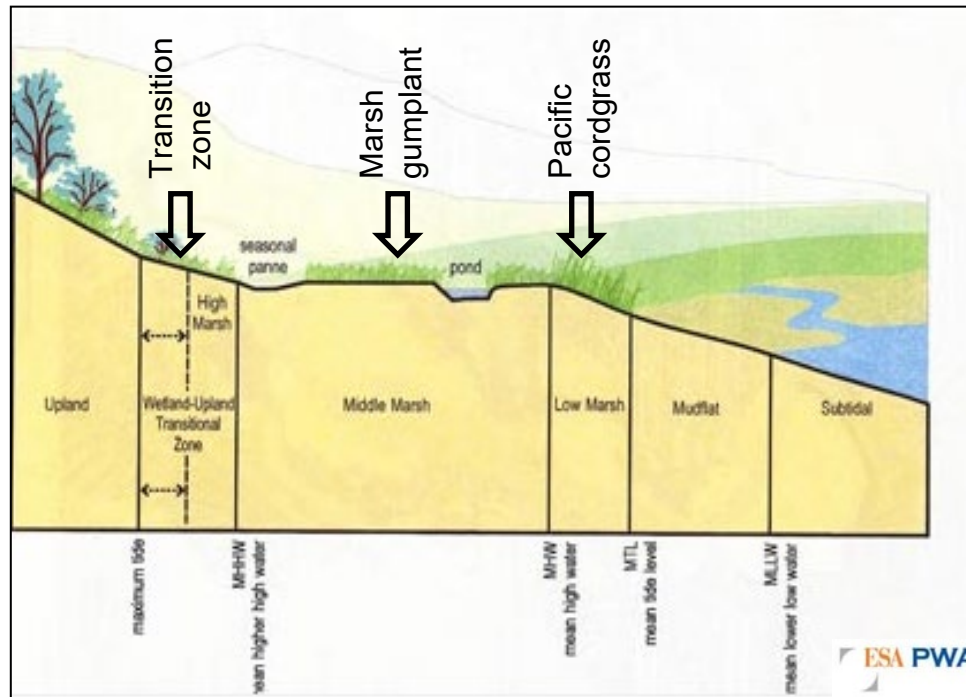 Transition
zone
Marsh
gumplant
Pacific
cordgrass
seasonal
panne
pond
High
Marsh
Upland
Wetland-Upland
Transitional
Zone
Middle Marsh
Low Marsh
Mudflat
Subtidal
maximum tide
MHHW
ean higher high water
MHW
mean high water
MTL
mean tide level
MLLW
mean lower low water
ESA PWA